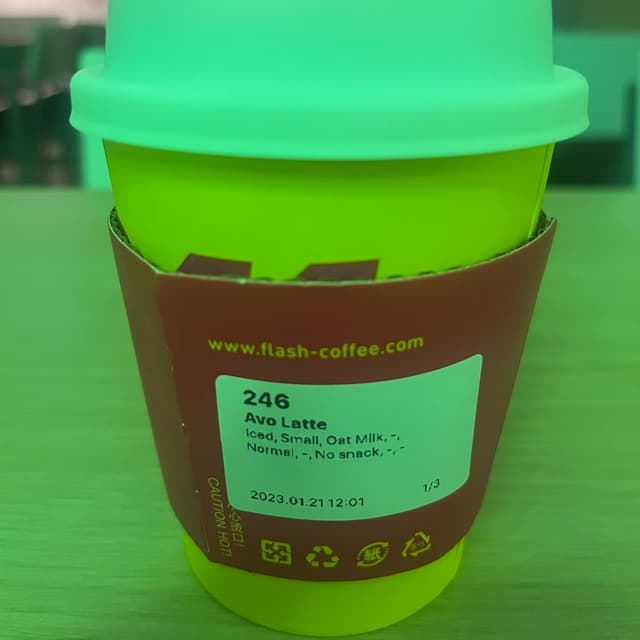 www.flash-coffee.com
246
Avo Latte
Iced, Small, Oat Milk, -,
Normal, -, No snack, -, -
2023.01.21 12:01
1/3
CAUTION HOT!
紙